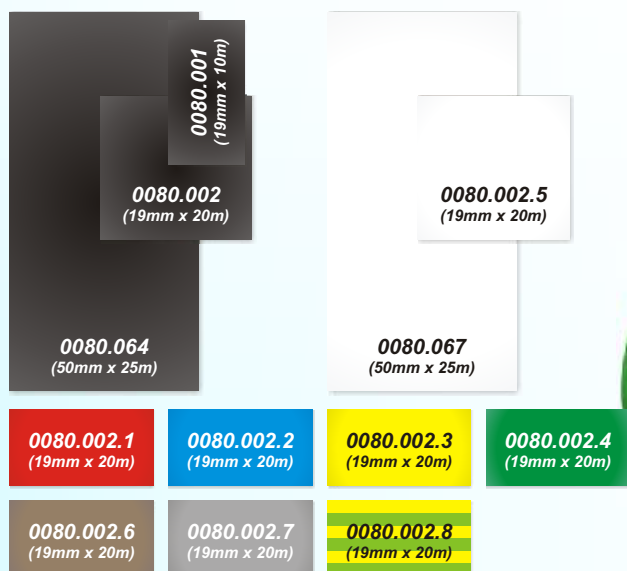 0080.001
(19mm x 10m)
0080.002
(19mm x 20m)
0080.064
(50mm x 25m)
0080.002.5
(19mm x 20m)
0080.067
(50mm x 25m)
0080.002.1
(19mm x 20m)
0080.002.2
(19mm x 20m)
0080.002.3
(19mm x 20m)
0080.002.4
(19mm x 20m)
0080.002.6
(19mm x 20m)
0080.002.7
(19mm x 20m)
0080.002.8
(19mm x 20m)